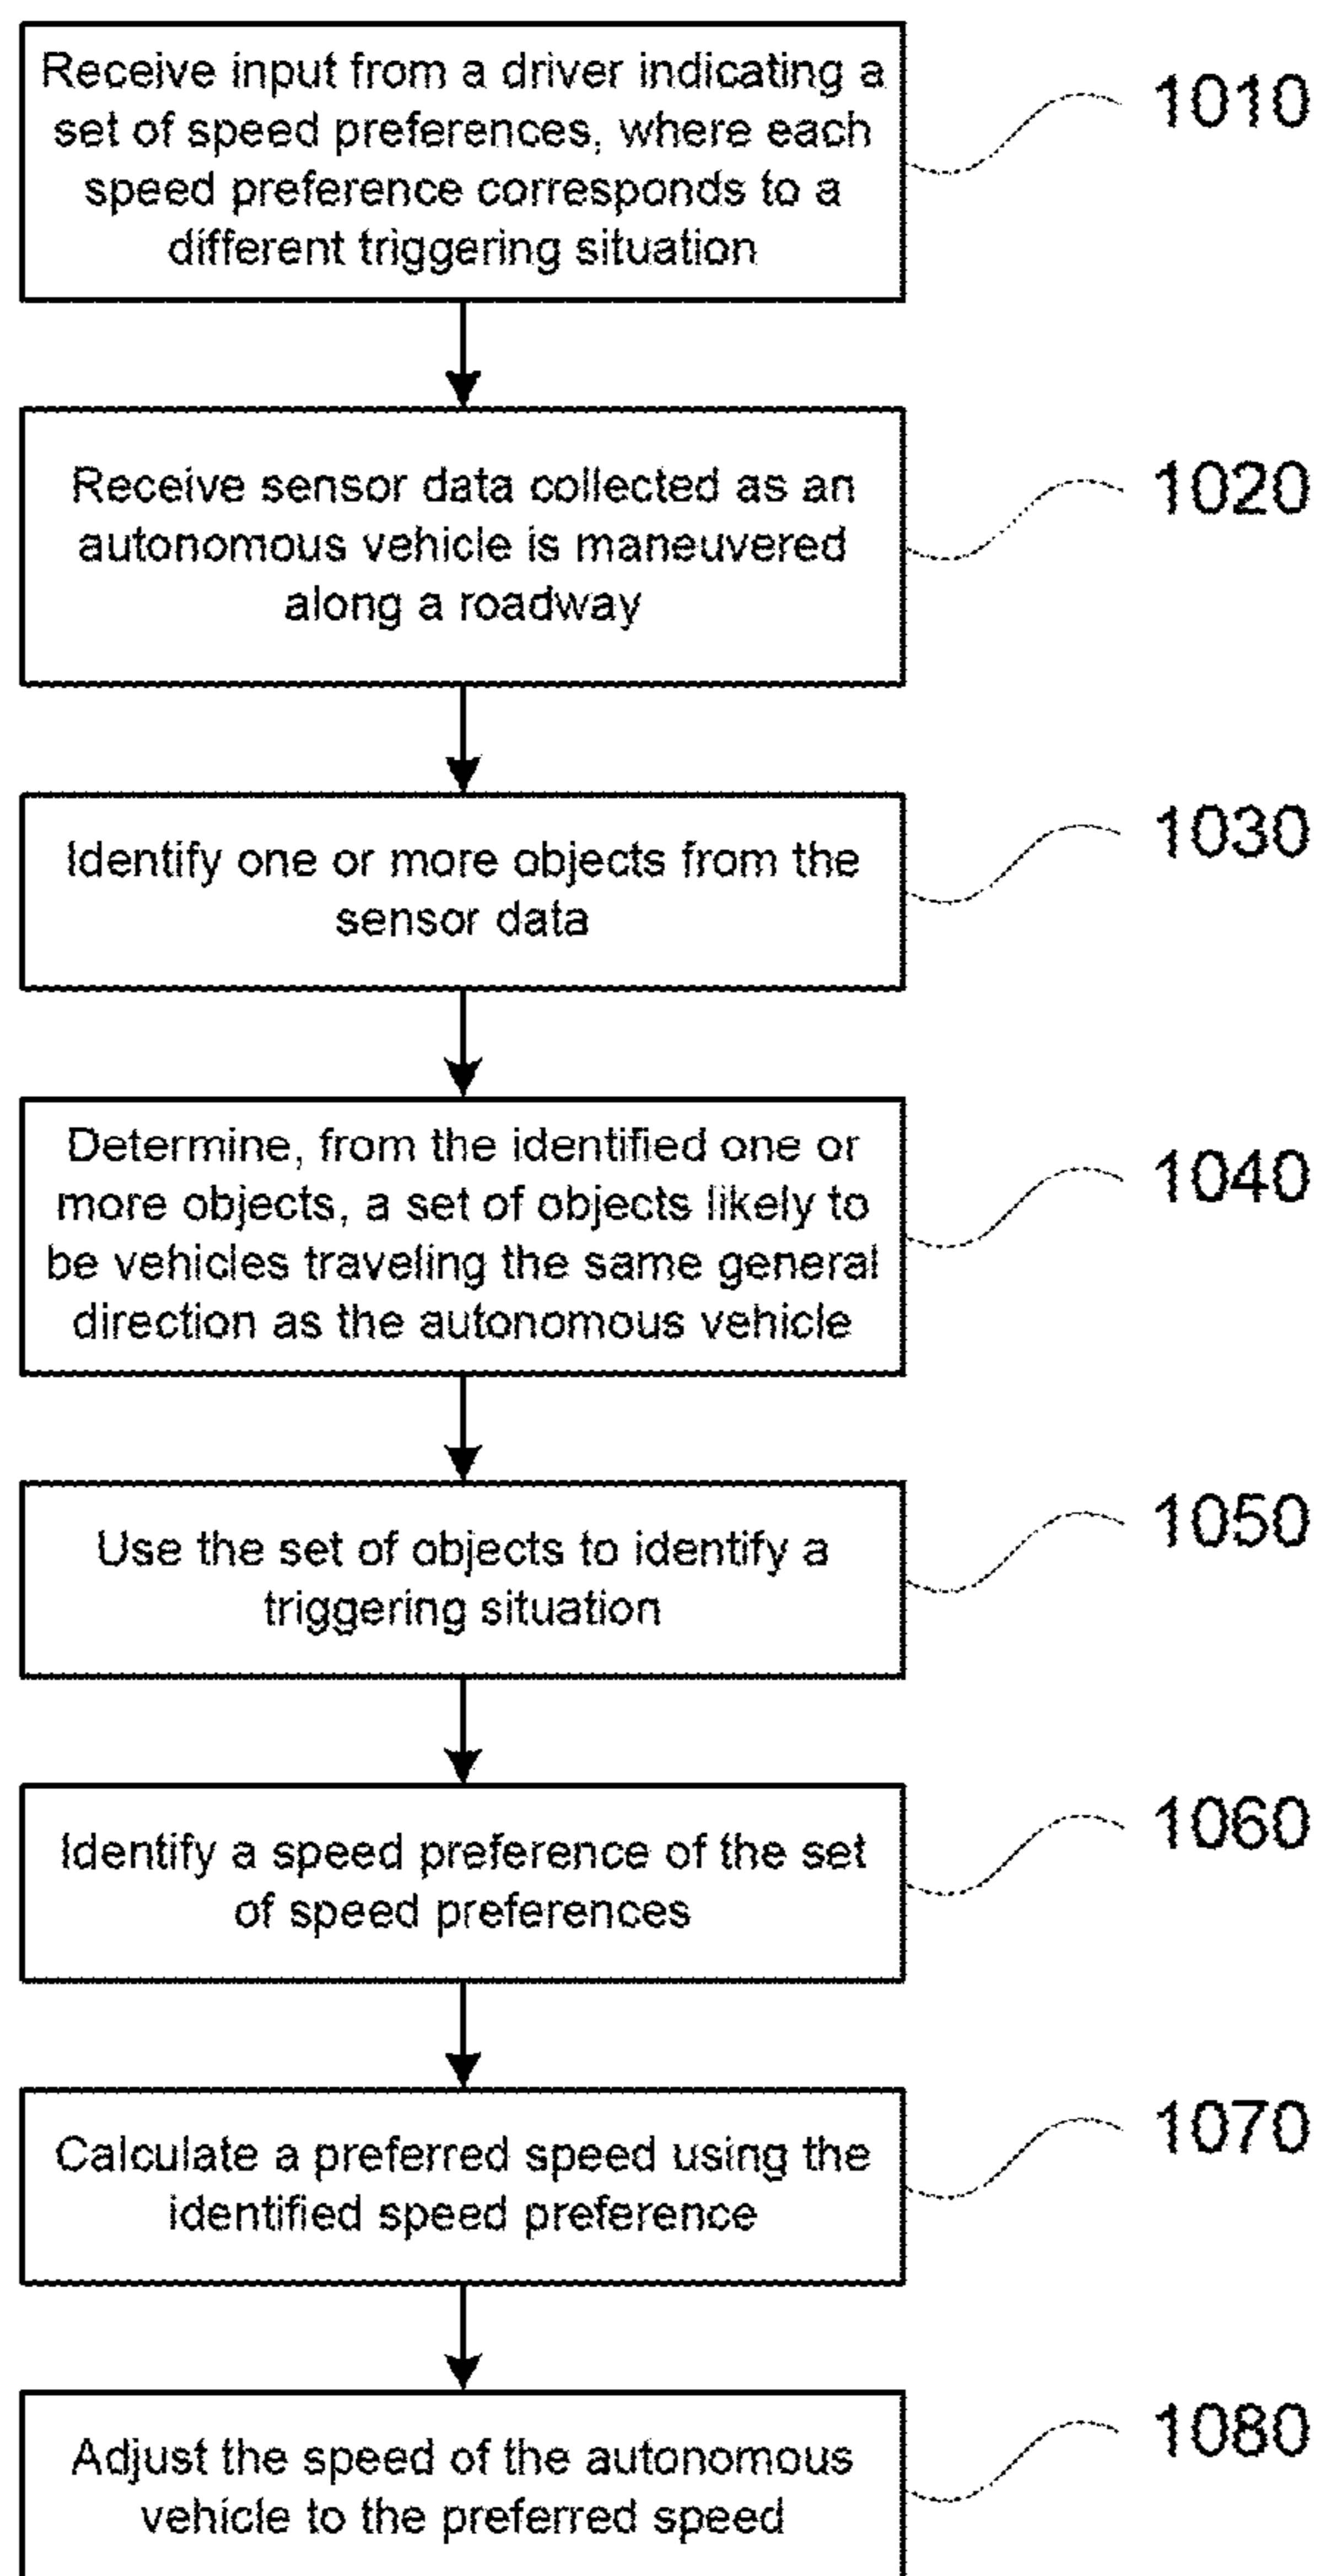 Receive input from a driver indicating a
set of speed preferences, where each
speed preference corresponds to a
different triggering situation
1010
Receive sensor data collected as an
autonomous vehicle is maneuvered
along a roadway
1020
Identify one or more objects from the
sensor data
1030
Determine, from the identified one or
more objects, a set of objects likely to
be vehicles traveling the same general
direction as the autonomous vehicle
1040
Use the set of objects to identify a
triggering situation
1050
Identify a speed preference of the set
of speed preferences
1060
Calculate a preferred speed using the
identified speed preference
1070
Adjust the speed of the autonomous
vehicle to the preferred speed
1080